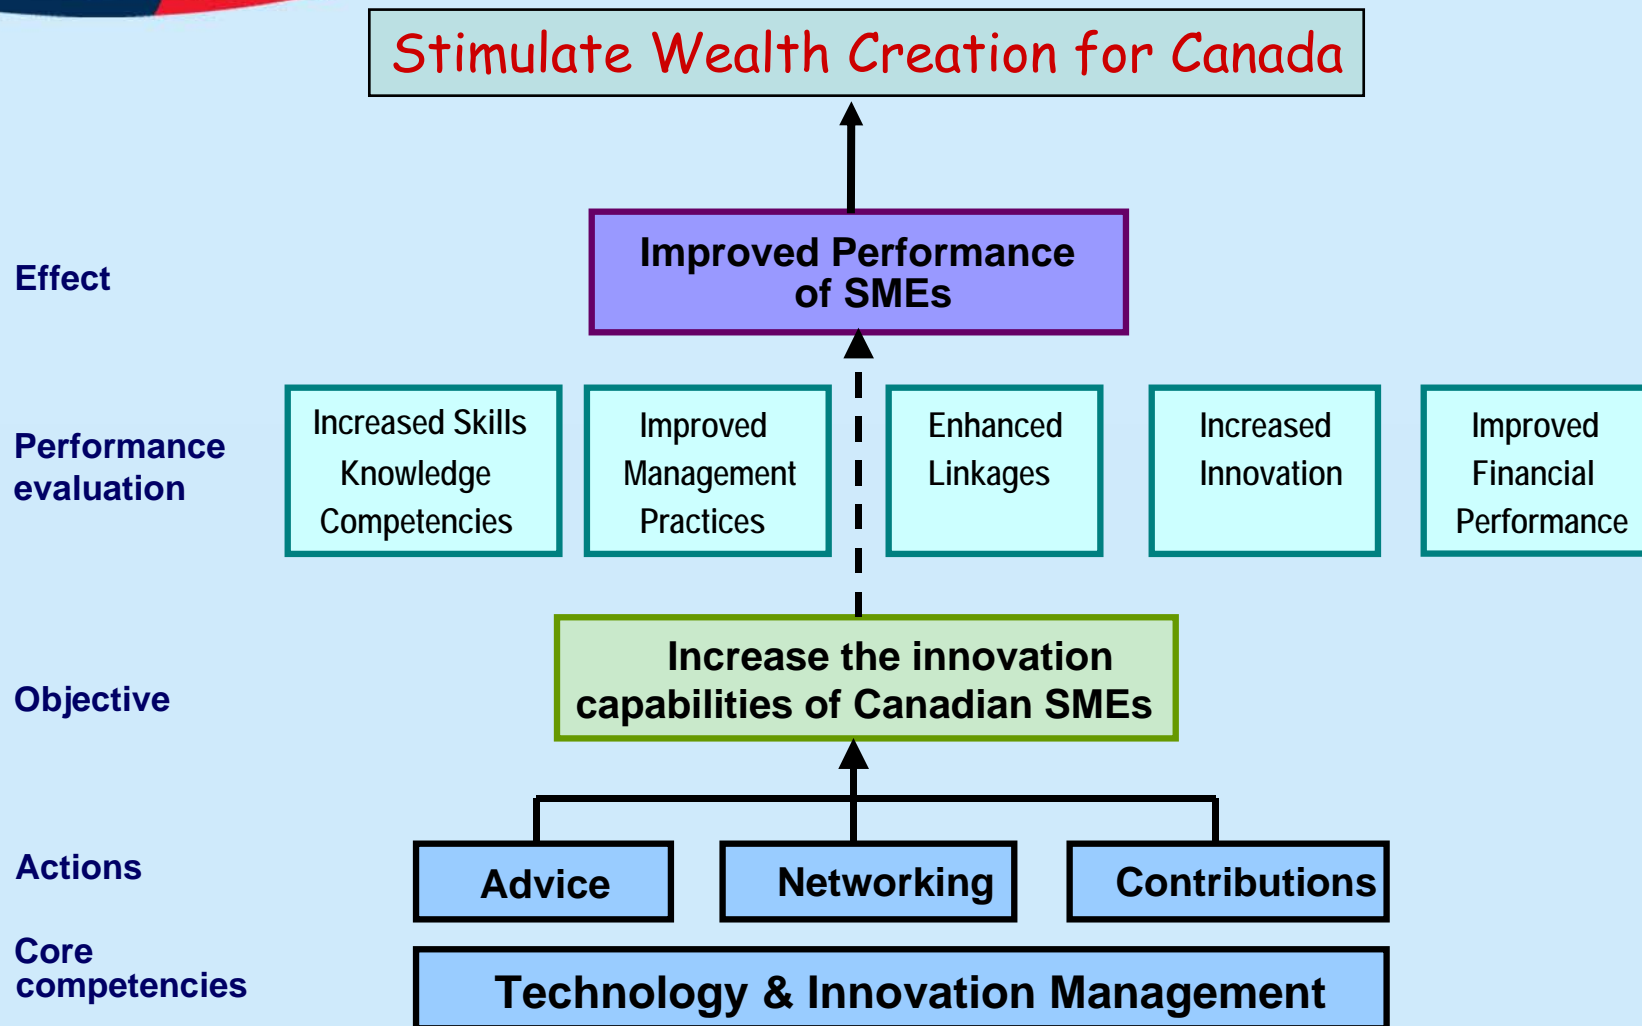 Stimulate Wealth Creation for Canada
Effect
Improved Performance
of SMEs
Performance
evaluation
Increased Skills
Knowledge
Competencies
Improved
Management
Practices
Enhanced
Linkages
Increased
Innovation
Improved
Financial
Performance
Objective
Increase the innovation
capabilities of Canadian SMEs
Actions
Advice
Networking
Contributions
Core
competencies
Technology & Innovation Management